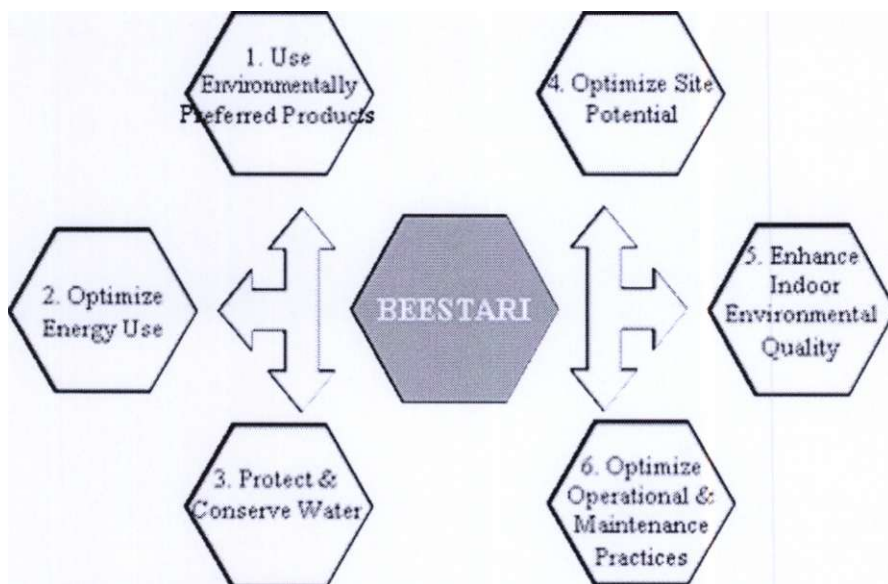 1. Use
Environmentally
Preferred Products
4. Optimize Site
Potential
2. Optimize
Energy Use
BEESTARI
5. Enhance
Indoor
Environmental
Quality
3. Protect &
Conserve Water
6. Optimize
Operational &
Maintenance
Practices